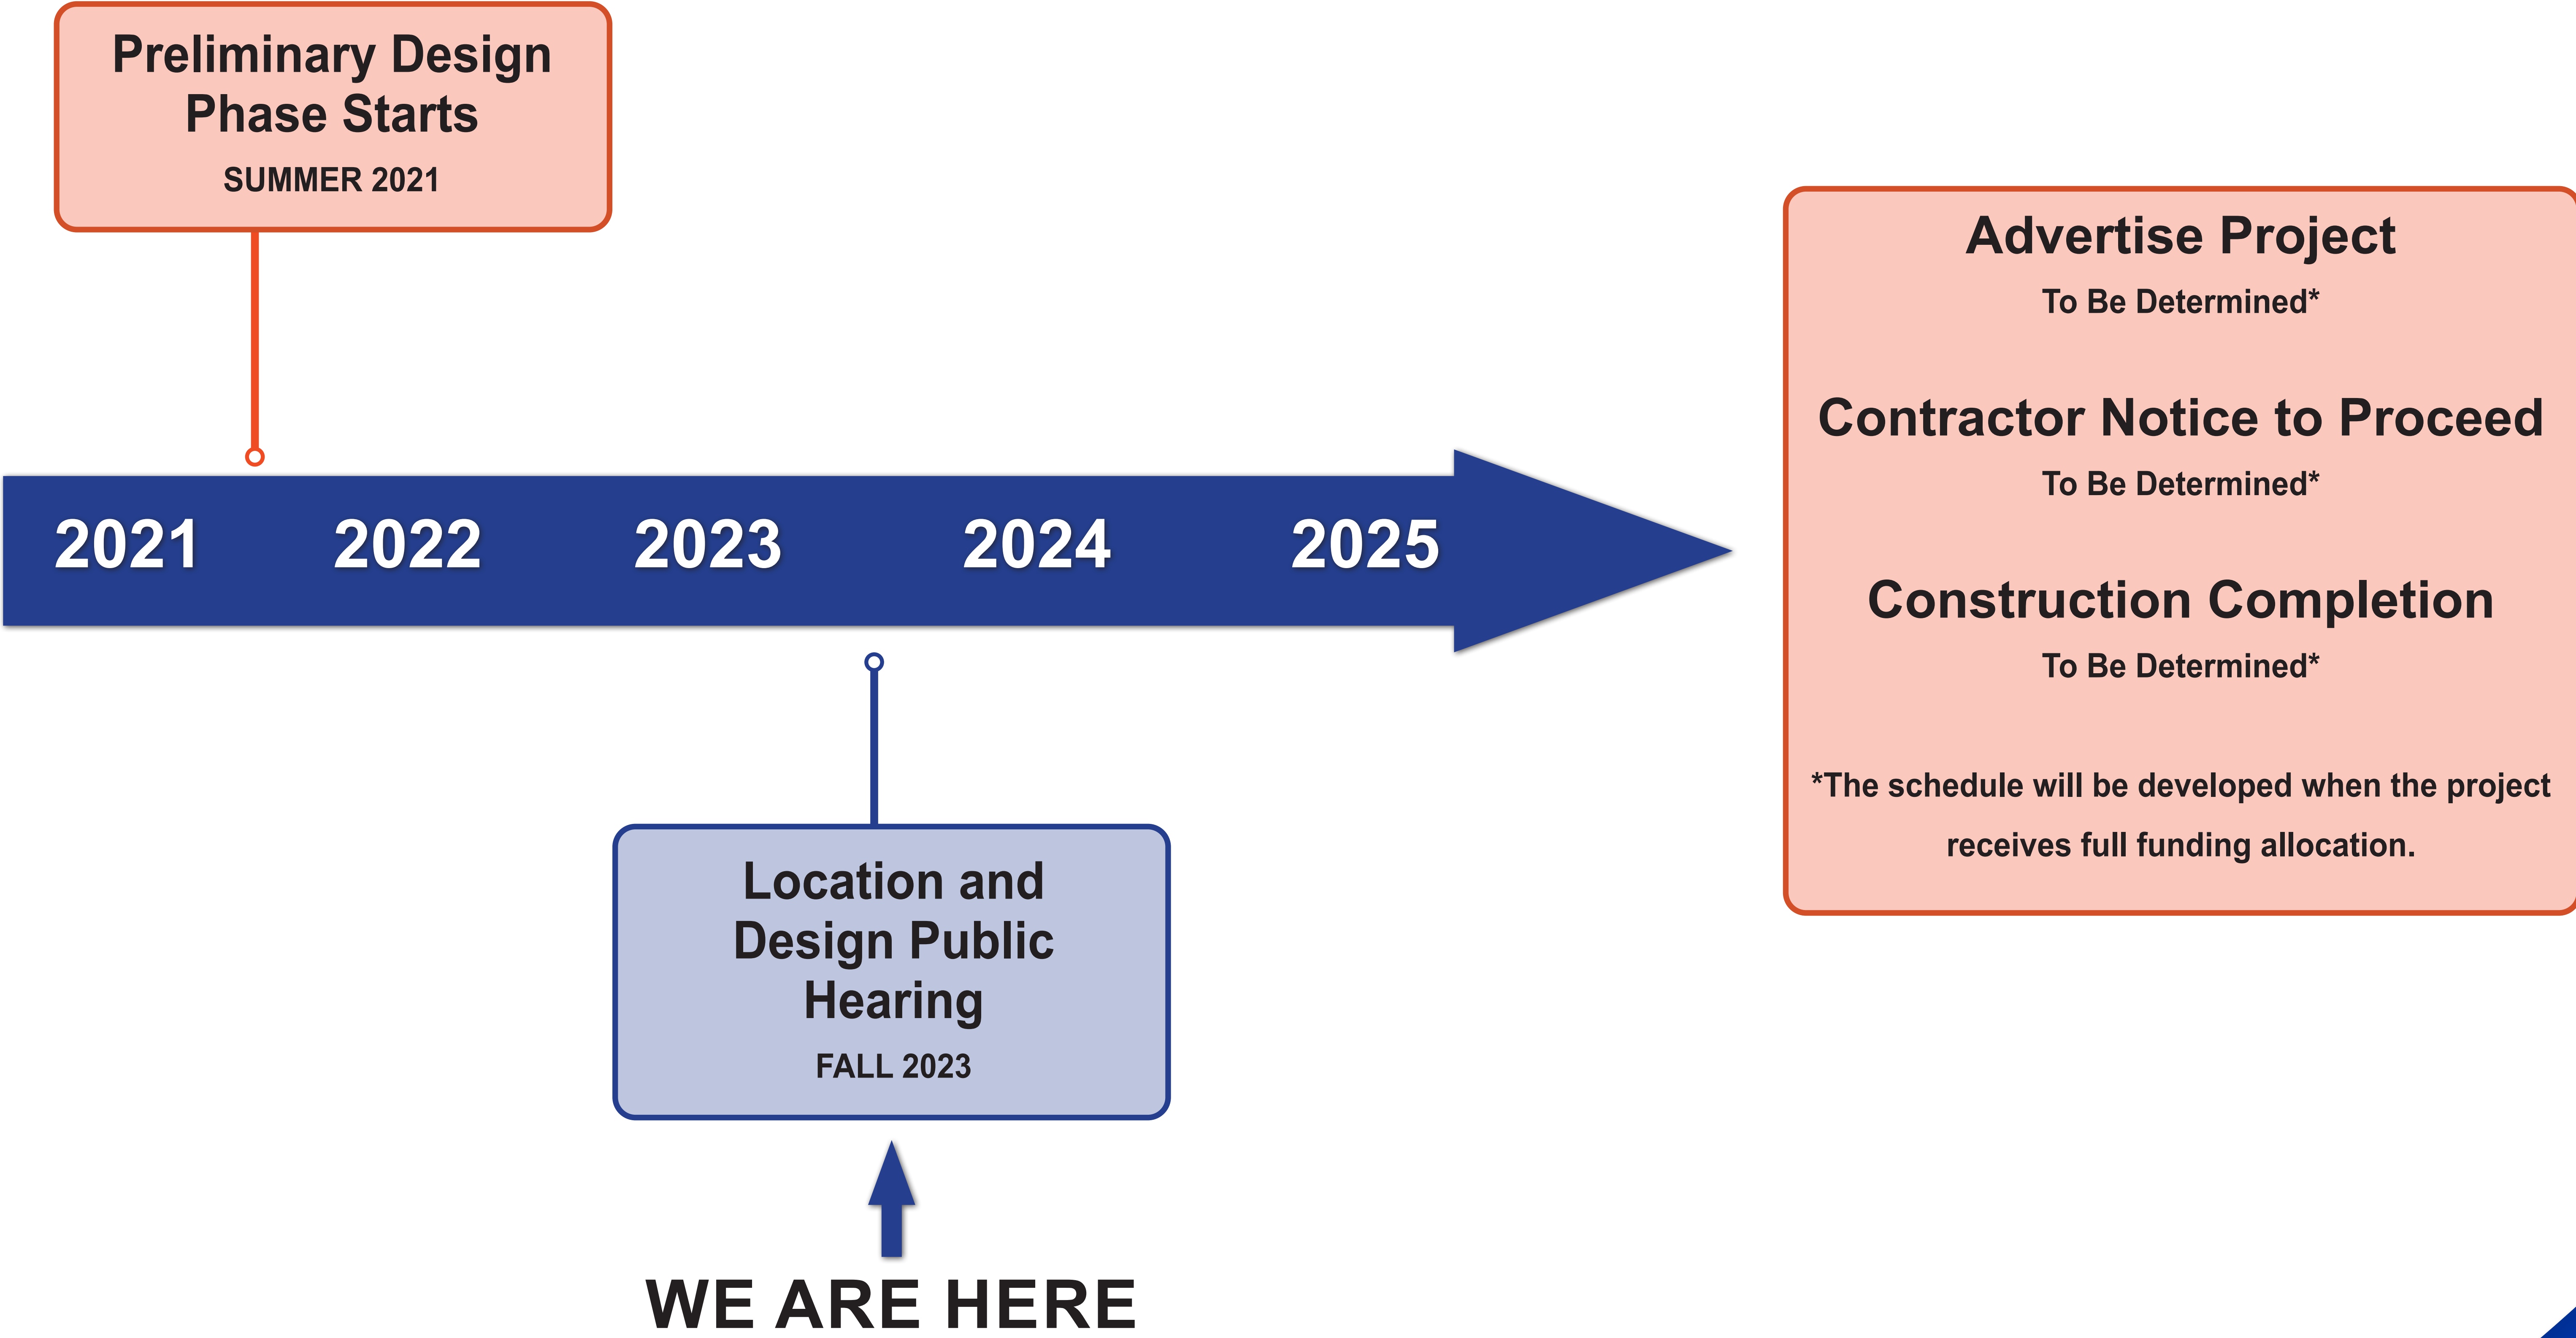 Preliminary Design
Phase Starts
SUMMER 2021
2021 2022 2023 2024 2025
Location and
Design Public
Hearing
FALL 2023
WE ARE HERE
Advertise Project
To Be Determined*
Contractor Notice to Proceed
To Be Determined*
Construction Completion
To Be Determined*
*The schedule will be developed when the project
receives full funding allocation.